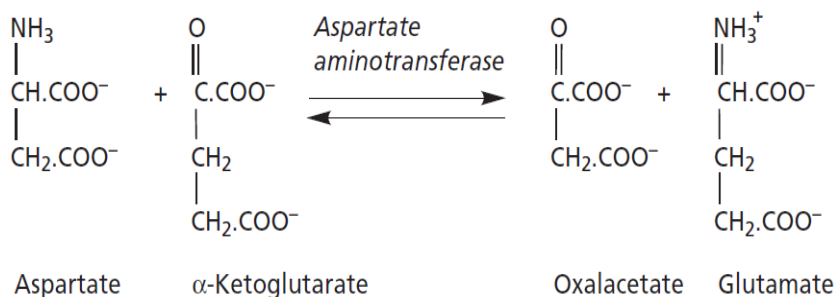 NH₃ O Aspartate O NH₃⁺
aminotransferase
CH.COO⁻ + C.COO⁻ C.COO⁻ + CH.COO⁻
CH₂.COO⁻ CH₂ CH₂.COO⁻ CH₂
CH₂.COO⁻ CH₂.COO⁻
Aspartate α-Ketoglutarate Oxalacetate Glutamate